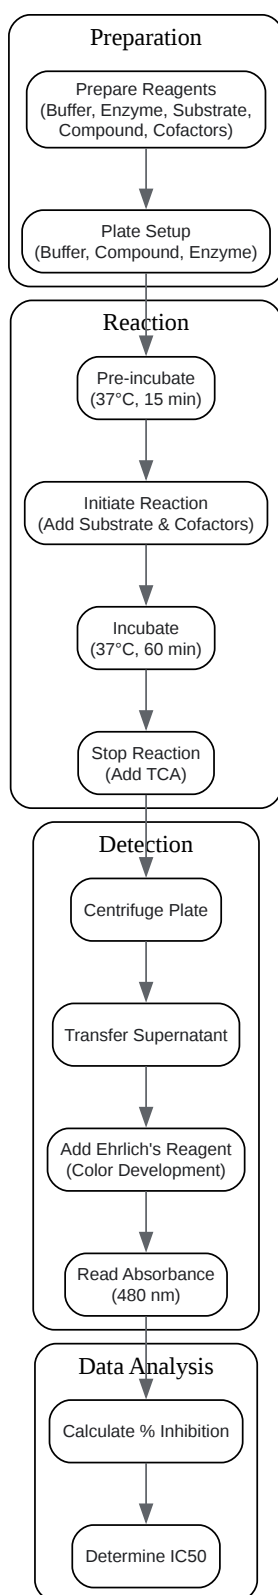 Preparation
Prepare Reagents
(Buffer, Enzyme, Substrate,
Compound, Cofactors)
Plate Setup
(Buffer, Compound, Enzyme)
Reaction
Pre-incubate
(37°C, 15 min)
Initiate Reaction
(Add Substrate & Cofactors)
Incubate
(37°C, 60 min)
Stop Reaction
(Add TCA)
Detection
Centrifuge Plate
Transfer Supernatant
Add Ehrlich's Reagent
(Color Development)
Read Absorbance
(480 nm)
Data Analysis
Calculate % Inhibition
Determine IC50